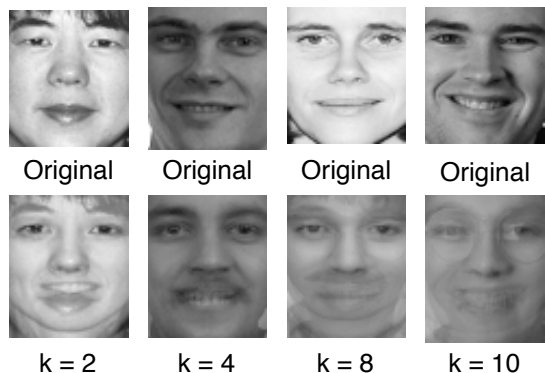 Original Original Original Original
k = 2 k = 4 k = 8 k = 10